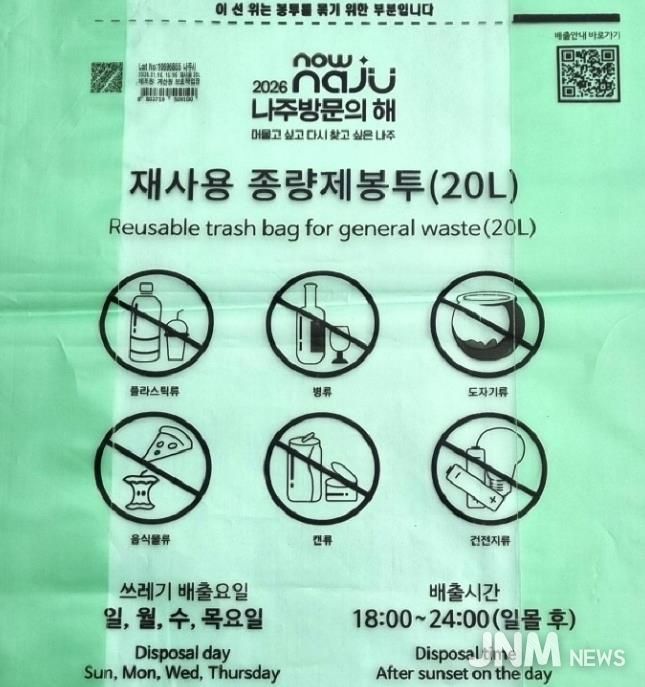 이 선 위는 봉투를 묶기 위한 부분입니다
배출안내 바로가기
now
2026 naju
나주방문의 해
머물고 싶고 다시 찾고 싶은 나주
재사용 종량제봉투(20L)
Reusable trash bag for general waste(20L)
플라스틱류
병류
도자기류
음식물류
캔류
건전지류
쓰레기 배출요일
일, 월, 수, 목요일
Disposal day
Sun, Mon, Wed, Thursday
배출시간
18:00~24:00(일몰 후)
Disposal time
After sunset on the day
JNM NEWS